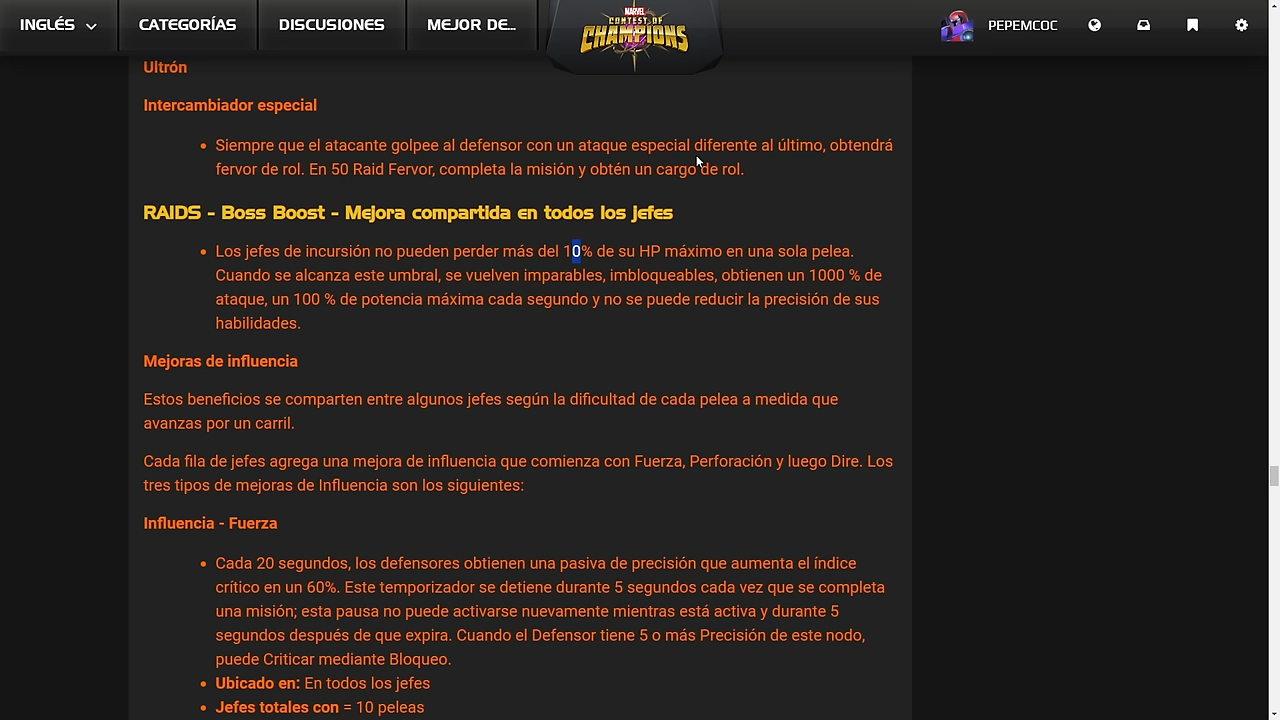 INGLÉS
CATEGORÍAS
DISCUSIONES
MEJOR DE...
MARVEL
CONTEST OF
CHAMPIONS
PEPEMCOC
Ultrón
Intercambiador especial
• Siempre que el atacante golpee al defensor con un ataque especial diferente al último, obtendrá
fervor de rol. En 50 Raid Fervor, completa la misión y obtén un cargo de rol.
RAIDS - Boss Boost - Mejora compartida en todos los jefes
• Los jefes de incursión no pueden perder más del 10% de su HP máximo en una sola pelea.
Cuando se alcanza este umbral, se vuelven imparables, imbloqueables, obtienen un 1000 % de
ataque, un 100 % de potencia máxima cada segundo y no se puede reducir la precisión de sus
habilidades.
Mejoras de influencia
Estos beneficios se comparten entre algunos jefes según la dificultad de cada pelea a medida que
avanzas por un carril.
Cada fila de jefes agrega una mejora de influencia que comienza con Fuerza, Perforación y luego Dire. Los
tres tipos de mejoras de Influencia son los siguientes:
Influencia - Fuerza
• Cada 20 segundos, los defensores obtienen una pasiva de precisión que aumenta el índice
crítico en un 60%. Este temporizador se detiene durante 5 segundos cada vez que se completa
una misión; esta pausa no puede activarse nuevamente mientras está activa y durante 5
segundos después de que expira. Cuando el Defensor tiene 5 o más Precisión de este nodo,
puede Criticar mediante Bloqueo.
• Ubicado en: En todos los jefes
• Jefes totales con = 10 peleas